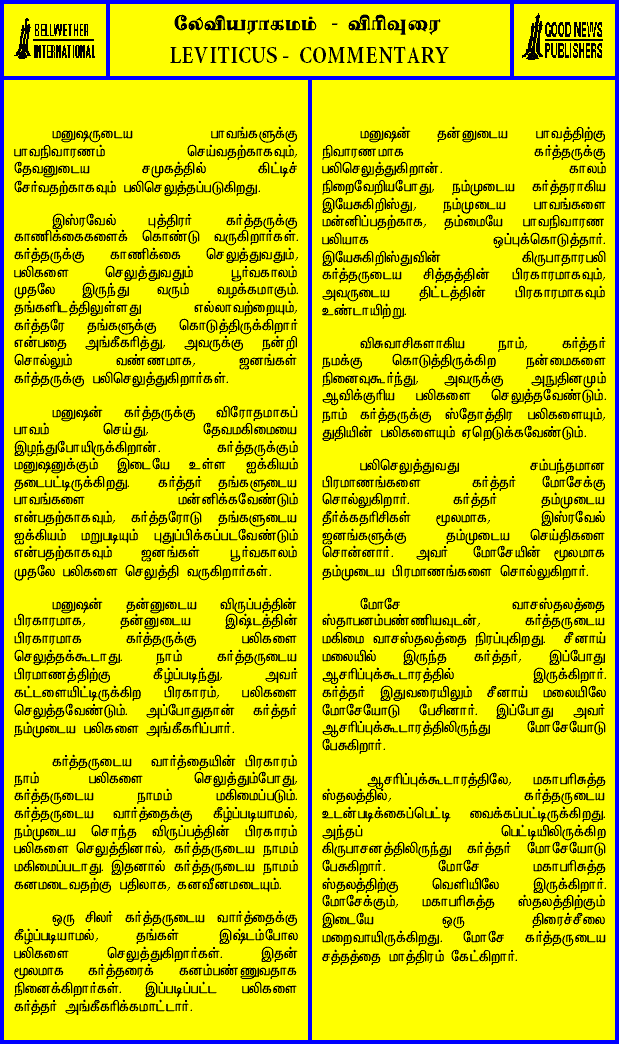 BELLWETHER
INTERNATIONAL
லேவியராகமம் - விரிவுரை
LEVITICUS - COMMENTARY
GOOD NEWS
PUBLISHERS
மனுஷருடைய பாவங்களுக்கு
பாவநிவாரணம் செய்வதற்காகவும்,
தேவனுடைய சமுகத்தில் கிட்டிச்
சேர்வதற்காகவும் பலிசெலுத்தப்படுகிறது.
இஸ்ரவேல் புத்திரர் கர்த்தருக்கு
காணிக்கைகளைக் கொண்டு வருகிறார்கள்.
கர்த்தருக்கு காணிக்கை செலுத்துவதும்,
பலிகளை செலுத்துவதும் பூர்வகாலம்
முதலே இருந்து வரும் வழக்கமாகும்.
தங்களிடத்திலுள்ளது எல்லாவற்றையும்,
கர்த்தரே தங்களுக்கு கொடுத்திருக்கிறார்
என்பதை அங்கீகரித்து, அவருக்கு நன்றி
சொல்லும் வண்ணமாக, ஜனங்கள்
கர்த்தருக்கு பலிசெலுத்துகிறார்கள்.
மனுஷன் கர்த்தருக்கு விரோதமாகப்
பாவம் செய்து, தேவமகிமையை
இழந்துபோயிருக்கிறான். கர்த்தருக்கும்
மனுஷனுக்கும் இடையே உள்ள ஐக்கியம்
தடைபட்டிருக்கிறது. கர்த்தர் தங்களுடைய
பாவங்களை மன்னிக்கவேண்டும்
என்பதற்காகவும், கர்த்தரோடு தங்களுடைய
ஐக்கியம் மறுபடியும் புதுப்பிக்கப்படவேண்டும்
என்பதற்காகவும் ஜனங்கள் பூர்வகாலம்
முதலே பலிகளை செலுத்தி வருகிறார்கள்.
மனுஷன் தன்னுடைய விருப்பத்தின்
பிரகாரமாக, தன்னுடைய இஷ்டத்தின்
பிரகாரமாக கர்த்தருக்கு பலிகளை
செலுத்தக்கூடாது. நாம் கர்த்தருடைய
பிரமாணத்திற்கு கீழ்ப்படிந்து, அவர்
கட்டளையிட்டிருக்கிற பிரகாரம், பலிகளை
செலுத்தவேண்டும். அப்போதுதான் கர்த்தர்
நம்முடைய பலிகளை அங்கீகரிப்பார்.
கர்த்தருடைய வார்த்தையின் பிரகாரம்
நாம் பலிகளை செலுத்தும்போது,
கர்த்தருடைய நாமம் மகிமைப்படும்.
கர்த்தருடைய வார்த்தைக்கு கீழ்ப்படியாமல்,
நம்முடைய சொந்த விருப்பத்தின் பிரகாரம்
பலிகளை செலுத்தினால், கர்த்தருடைய நாமம்
மகிமைப்படாது. இதனால் கர்த்தருடைய நாமம்
கனமடைவதற்கு பதிலாக, கனவீனமடையும்.
ஒரு சிலர் கர்த்தருடைய வார்த்தைக்கு
கீழ்ப்படியாமல், தங்கள் இஷ்டம்போல
பலிகளை செலுத்துகிறார்கள். இதன்
மூலமாக கர்த்தரைக் கனம்பண்ணுவதாக
நினைக்கிறார்கள். இப்படிப்பட்ட பலிகளை
கர்த்தர் அங்கீகரிக்கமாட்டார்.
மனுஷன் தன்னுடைய பாவத்திற்கு
நிவாரணமாக கர்த்தருக்கு
பலிசெலுத்துகிறான். காலம்
நிறைவேறியபோது, நம்முடைய கர்த்தராகிய
இயேசுகிறிஸ்து, நம்முடைய பாவங்களை
மன்னிப்பதற்காக, தம்மையே பாவநிவாரண
பலியாக ஒப்புக்கொடுத்தார்.
இயேசுகிறிஸ்துவின் கிருபாதாரபலி
கர்த்தருடைய சித்தத்தின் பிரகாரமாகவும்,
அவருடைய திட்டத்தின் பிரகாரமாகவும்
உண்டாயிற்று.
விசுவாசிகளாகிய நாம், கர்த்தர்
நமக்கு கொடுத்திருக்கிற நன்மைகளை
நினைவுகூர்ந்து, அவருக்கு அநுதினமும்
ஆவிக்குரிய பலிகளை செலுத்தவேண்டும்.
நாம் கர்த்தருக்கு ஸ்தோத்திர பலிகளையும்,
துதியின் பலிகளையும் ஏறெடுக்கவேண்டும்.
பலிசெலுத்துவது சம்பந்தமான
பிரமாணங்களை கர்த்தர் மோசேக்கு
சொல்லுகிறார். கர்த்தர் தம்முடைய
தீர்க்கதரிசிகள் மூலமாக, இஸ்ரவேல்
ஜனங்களுக்கு தம்முடைய செய்திகளை
சொன்னார். அவர் மோசேயின் மூலமாக
தம்முடைய பிரமாணங்களை சொல்லுகிறார்.
மோசே வாசஸ்தலத்தை
ஸ்தாபனம்பண்ணியவுடன், கர்த்தருடைய
மகிமை வாசஸ்தலத்தை நிரப்புகிறது. சீனாய்
மலையில் இருந்த கர்த்தர், இப்போது
ஆசரிப்புக்கூடாரத்தில் இருக்கிறார்.
கர்த்தர் இதுவரையிலும் சீனாய் மலையிலே
மோசேயோடு பேசினார். இப்போது அவர்
ஆசரிப்புக்கூடாரத்திலிருந்து மோசேயோடு
பேசுகிறார்.
ஆசரிப்புக்கூடாரத்திலே, மகாபரிசுத்த
ஸ்தலத்தில், கர்த்தருடைய
உடன்படிக்கைப்பெட்டி வைக்கப்பட்டிருக்கிறது.
அந்தப் பெட்டியிலிருக்கிற
கிருபாசனத்திலிருந்து கர்த்தர் மோசேயோடு
பேசுகிறார். மோசே மகாபரிசுத்த
ஸ்தலத்திற்கு வெளியிலே இருக்கிறார்.
மோசேக்கும், மகாபரிசுத்த ஸ்தலத்திற்கும்
இடையே ஒரு திரைச்சீலை
மறைவாயிருக்கிறது. மோசே கர்த்தருடைய
சத்தத்தை மாத்திரம் கேட்கிறார்.